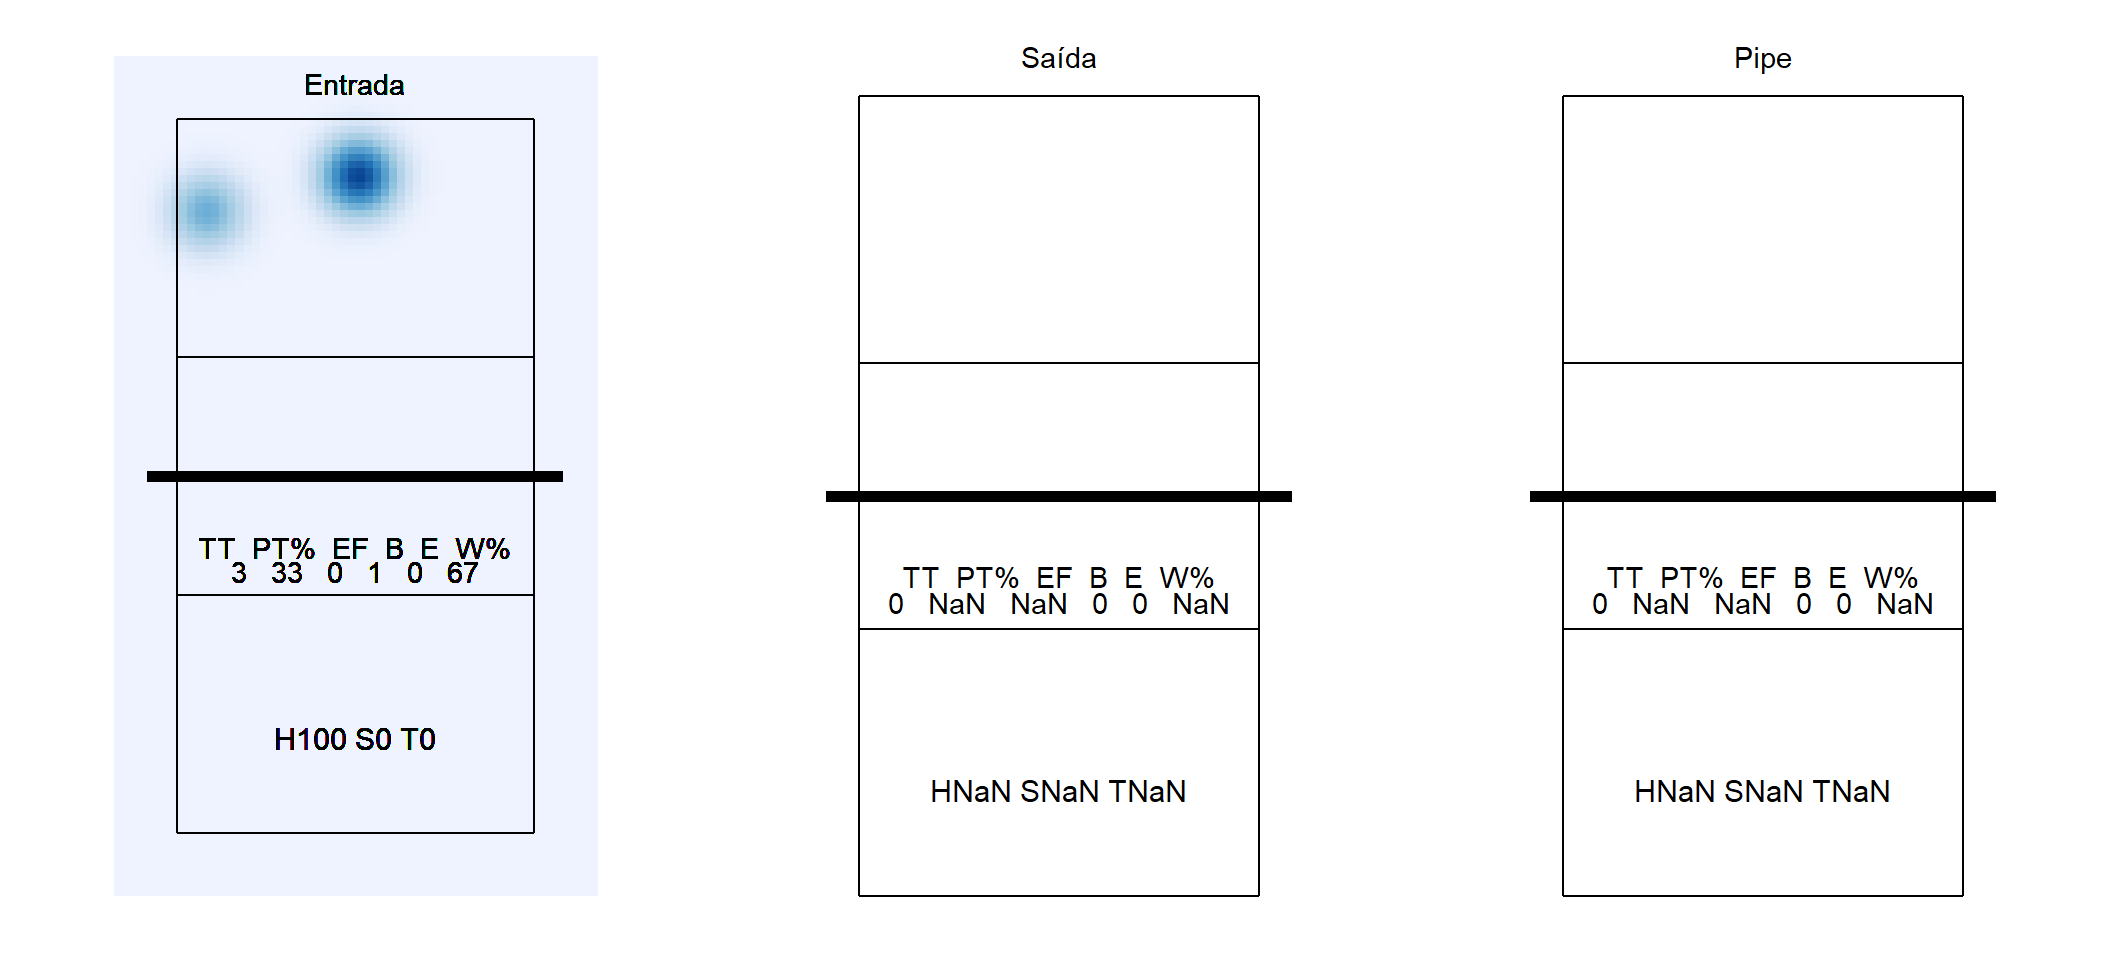 Entrada
TT PT% EF B E W%
3 33 0 1 0 67
H100 S0 T0
Saída
TT PT% EF B E W%
0 NaN NaN 0 0 NaN
HNaN SNaN TNaN
Pipe
TT PT% EF B E W%
0 NaN NaN 0 0 NaN
HNaN SNaN TNaN